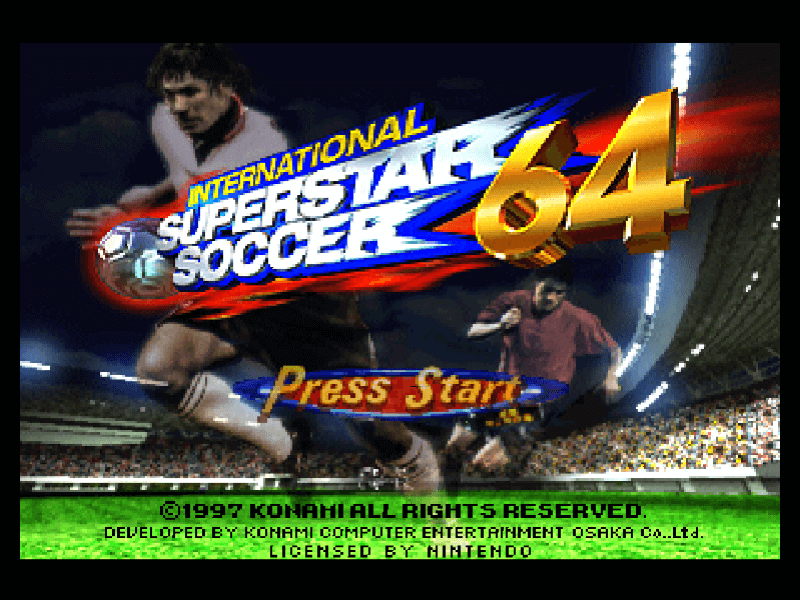 INTERNATIONAL
SUPERSTAR
SOCCER
64
Press Start
©1997 KONAMI ALL RIGHTS RESERVED.
DEVELOPED BY KONAMI COMPUTER ENTERTAINMENT OSAKA Co.,Ltd.
LICENSED BY NINTENDO